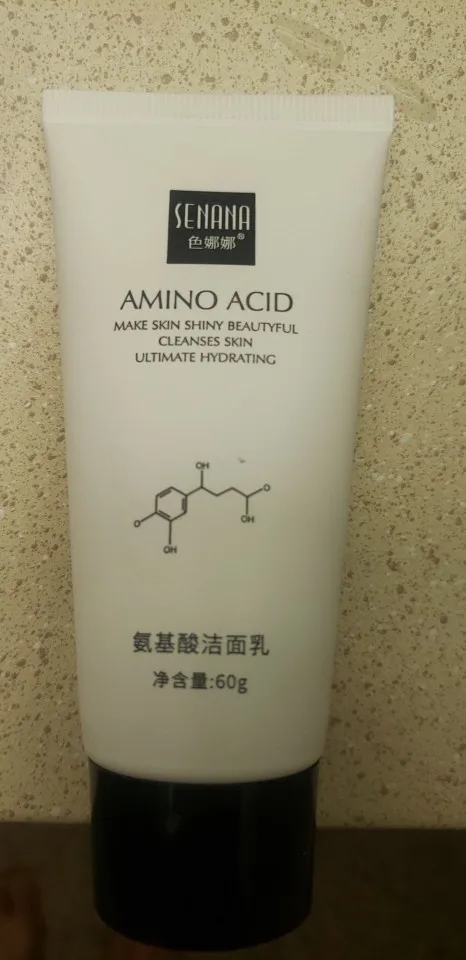 SENANA
色娜娜®
AMINO ACID
MAKE SKIN SHINY BEAUTYFUL
CLEANSES SKIN
ULTIMATE HYDRATING
OH
O
OH
O
OH
氨基酸洁面乳
净含量:60g